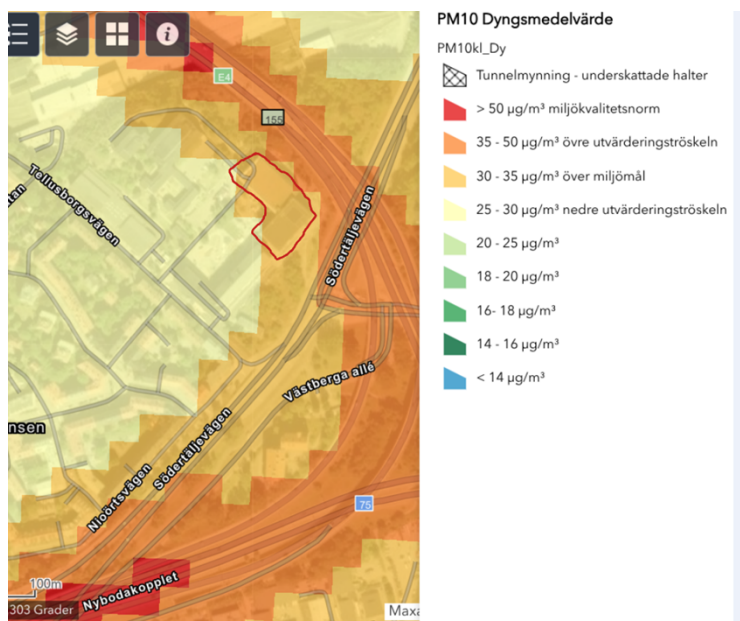 PM10 Dyngsmedelvärde
PM10kl_Dy
Tunnelmynning - underskattade halter
> 50 µg/m³ miljökvalitetsnorm
35 - 50 µg/m³ övre utvärderingströskeln
30 - 35 µg/m³ över miljömål
25 - 30 µg/m³ nedre utvärderingströskeln
20 - 25 µg/m³
18 - 20 µg/m³
16- 18 µg/m³
14 - 16 µg/m³
< 14 µg/m³
E4
155
Tellusborgsvägen
tan
Södertäljevägen
Västberga allé
nsen
Södertäljevägen
Nioörtsvägen
75
Nybodakopplet
100m
303 Grader
Maxa